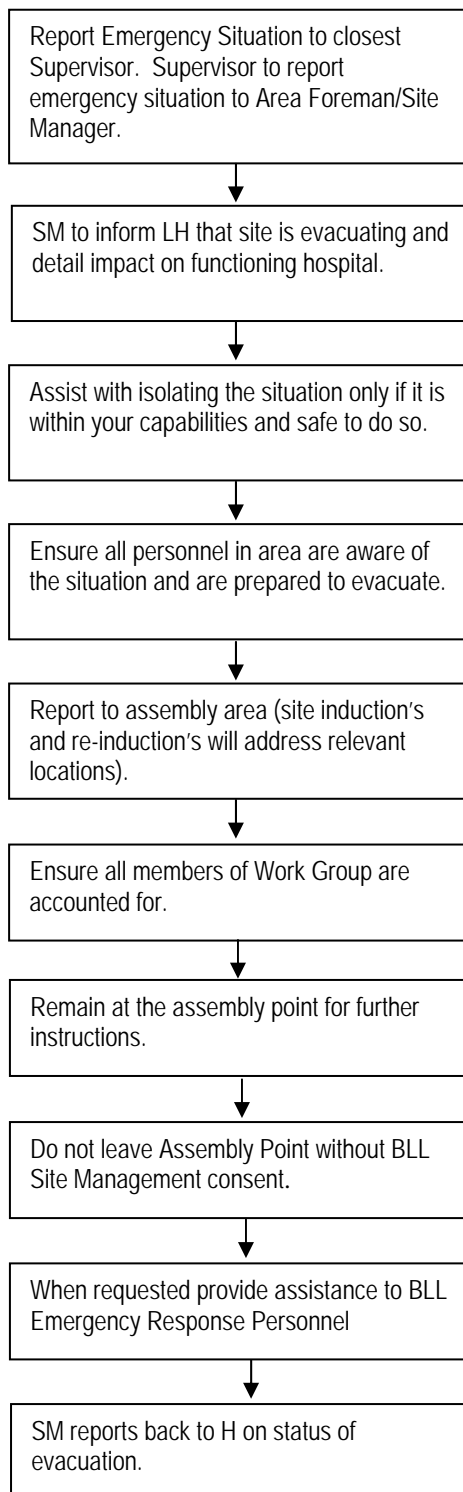 Report Emergency Situation to closest
Supervisor.  Supervisor to report
emergency situation to Area Foreman/Site
Manager.
SM to inform LH that site is evacuating and
detail impact on functioning hospital.
Assist with isolating the situation only if it is
within your capabilities and safe to do so.
Ensure all personnel in area are aware of
the situation and are prepared to evacuate.
Report to assembly area (site induction's
and re-induction's will address relevant
locations).
Ensure all members of Work Group are
accounted for.
Remain at the assembly point for further
instructions.
Do not leave Assembly Point without BLL
Site Management consent.
When requested provide assistance to BLL
Emergency Response Personnel
SM reports back to H on status of
evacuation.